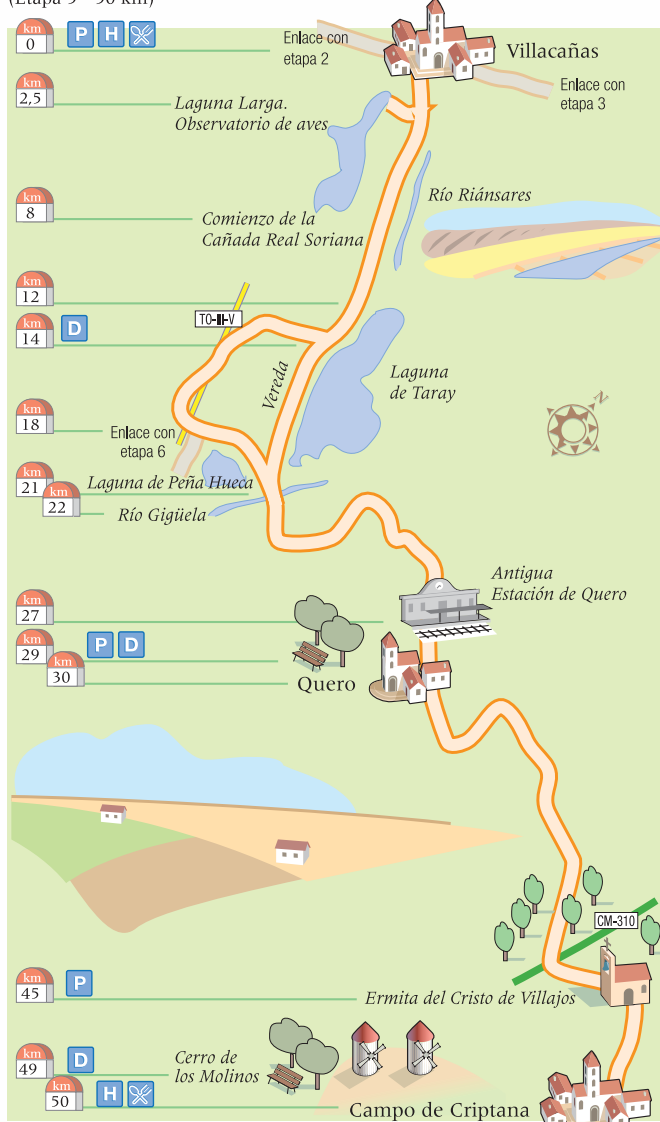 (Etapa 5 - 50 km)
km
0
P H
Enlace con
etapa 2
Villacañas
Enlace con
etapa 3
km
2,5
Laguna Larga.
Observatorio de aves
Río Riánsares
km
8
Comienzo de la
Cañada Real Soriana
km
12
TO-III-V
km
14
D
Vereda
Laguna
de Taray
N
km
18
Enlace con
etapa 6
km
21
Laguna de Peña Hueca
km
22
Río Gigüela
Antigua
Estación de Quero
km
27
km
29
P D
km
30
Quero
CM-310
km
45
P
Ermita del Cristo de Villajos
km
49
D
Cerro de
los Molinos
km
50
H
Campo de Criptana